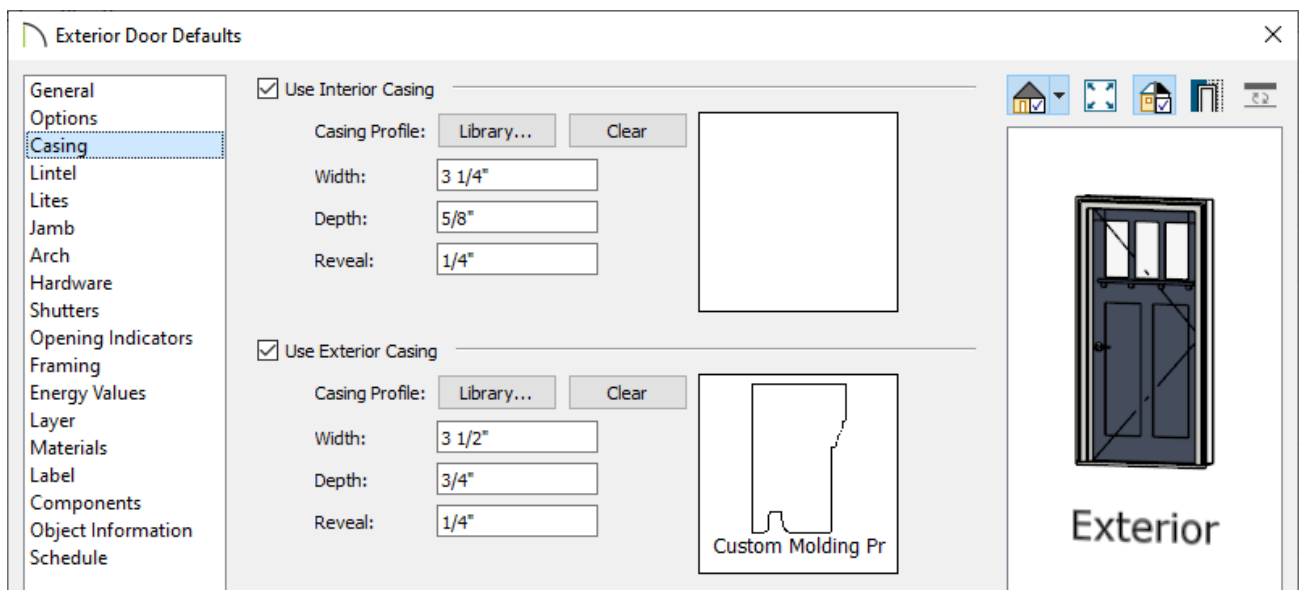 Exterior Door Defaults
General
Options
Casing
Lintel
Lites
Jamb
Arch
Hardware
Shutters
Opening Indicators
Framing
Energy Values
Layer
Materials
Label
Components
Object Information
Schedule
Use Interior Casing
Casing Profile: Library... Clear
Width: 3 1/4"
Depth: 5/8"
Reveal: 1/4"
Use Exterior Casing
Casing Profile: Library... Clear
Width: 3 1/2"
Depth: 3/4"
Reveal: 1/4"
Custom Molding Pr
Exterior